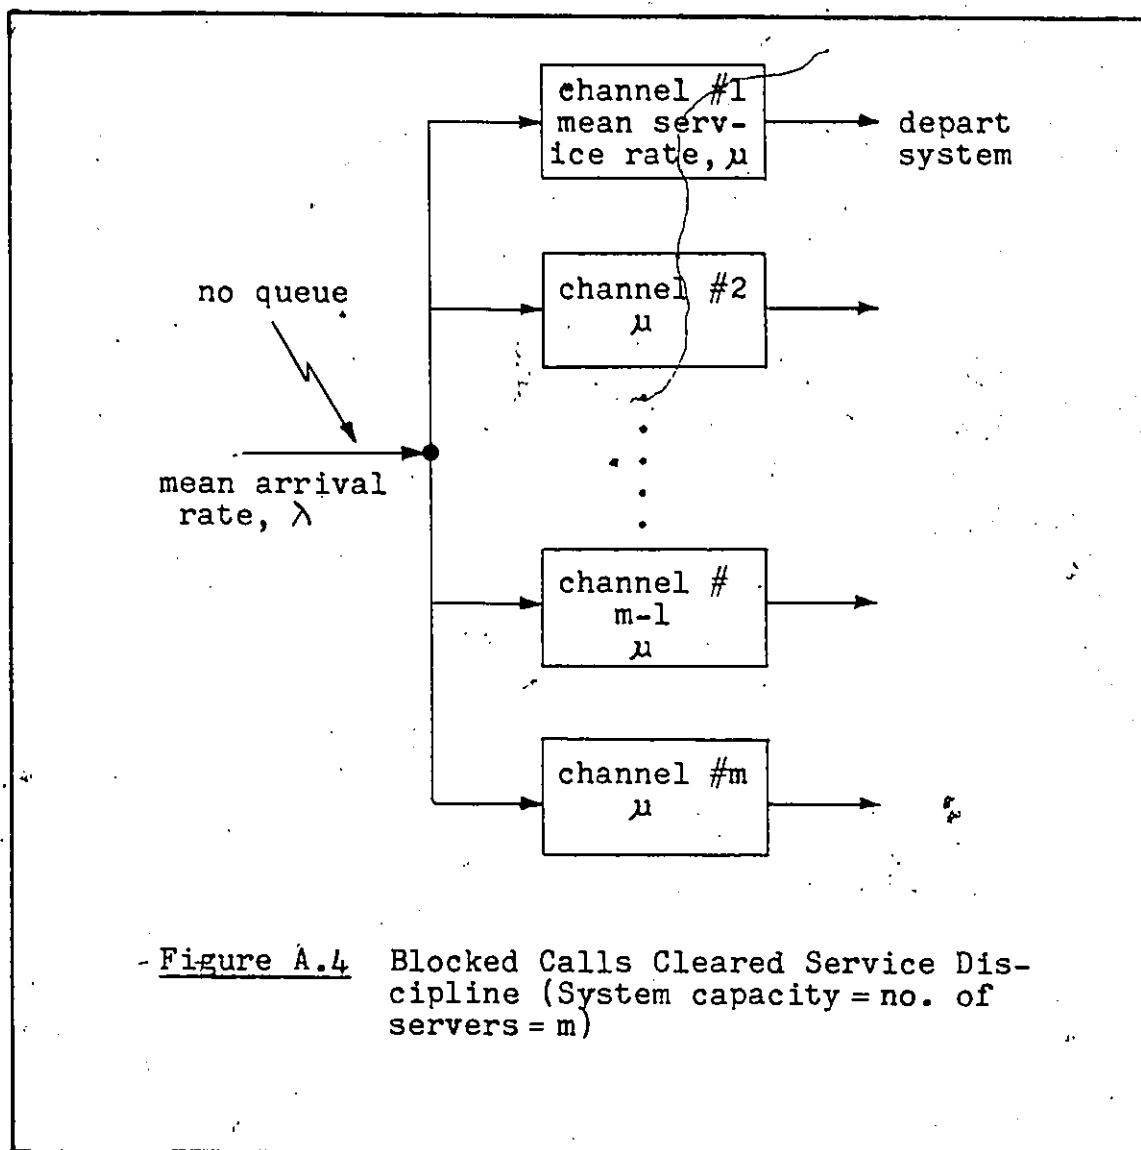 channel #1
mean serv-
ice rate, μ
depart
system
no queue
channel #2
μ
mean arrival
rate, λ
channel #
m-1
μ
channel #m
μ
Figure A.4 Blocked Calls Cleared Service Dis-
cipline (System capacity = no. of
servers = m)